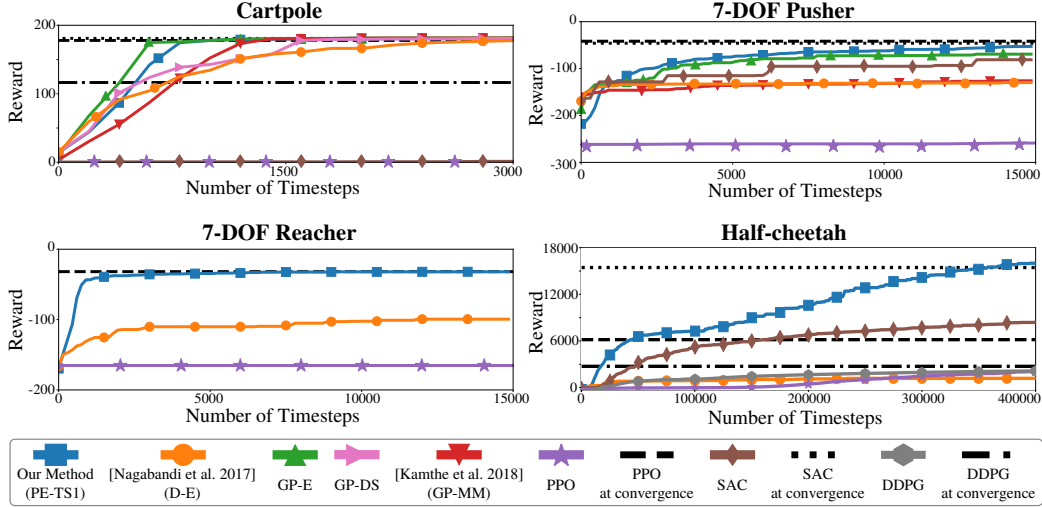 Cartpole
200
100
0
0
1500
3000
Reward
Number of Timesteps
7-DOF Pusher
0
-100
-200
-300
0
5000
10000
15000
Reward
Number of Timesteps
7-DOF Reacher
0
-100
-200
0
5000
10000
15000
Reward
Number of Timesteps
Half-cheetah
18000
14000
6000
3000
0
0
100000
200000
300000
400000
Reward
Number of Timesteps
Our Method
(PE-TS1)
[Nagabandi et al. 2017]
(D-E)
GP-E
GP-DS
[Kamthe et al. 2018]
(GP-MM)
PPO
PPO
at convergence
SAC
SAC
at convergence
DDPG
DDPG
at convergence